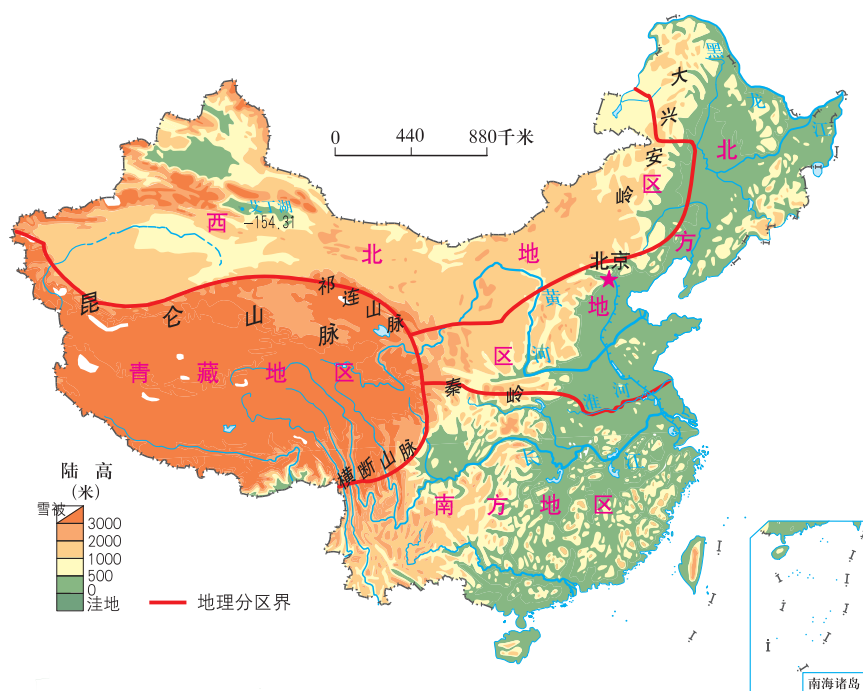 黑
龙
江
大
兴
安
岭
0 440 880千米
北
方
地
区
西
北
地
区
艾丁湖
-154.31
北京
黄
河
昆
仑
山
脉
祁
连
山
脉
青藏地区
秦
岭
淮河
长
江
横断山脉
南方地区
陆高
(米)
雪被
3000
2000
1000
500
0
洼地
地理分区界
南海诸岛